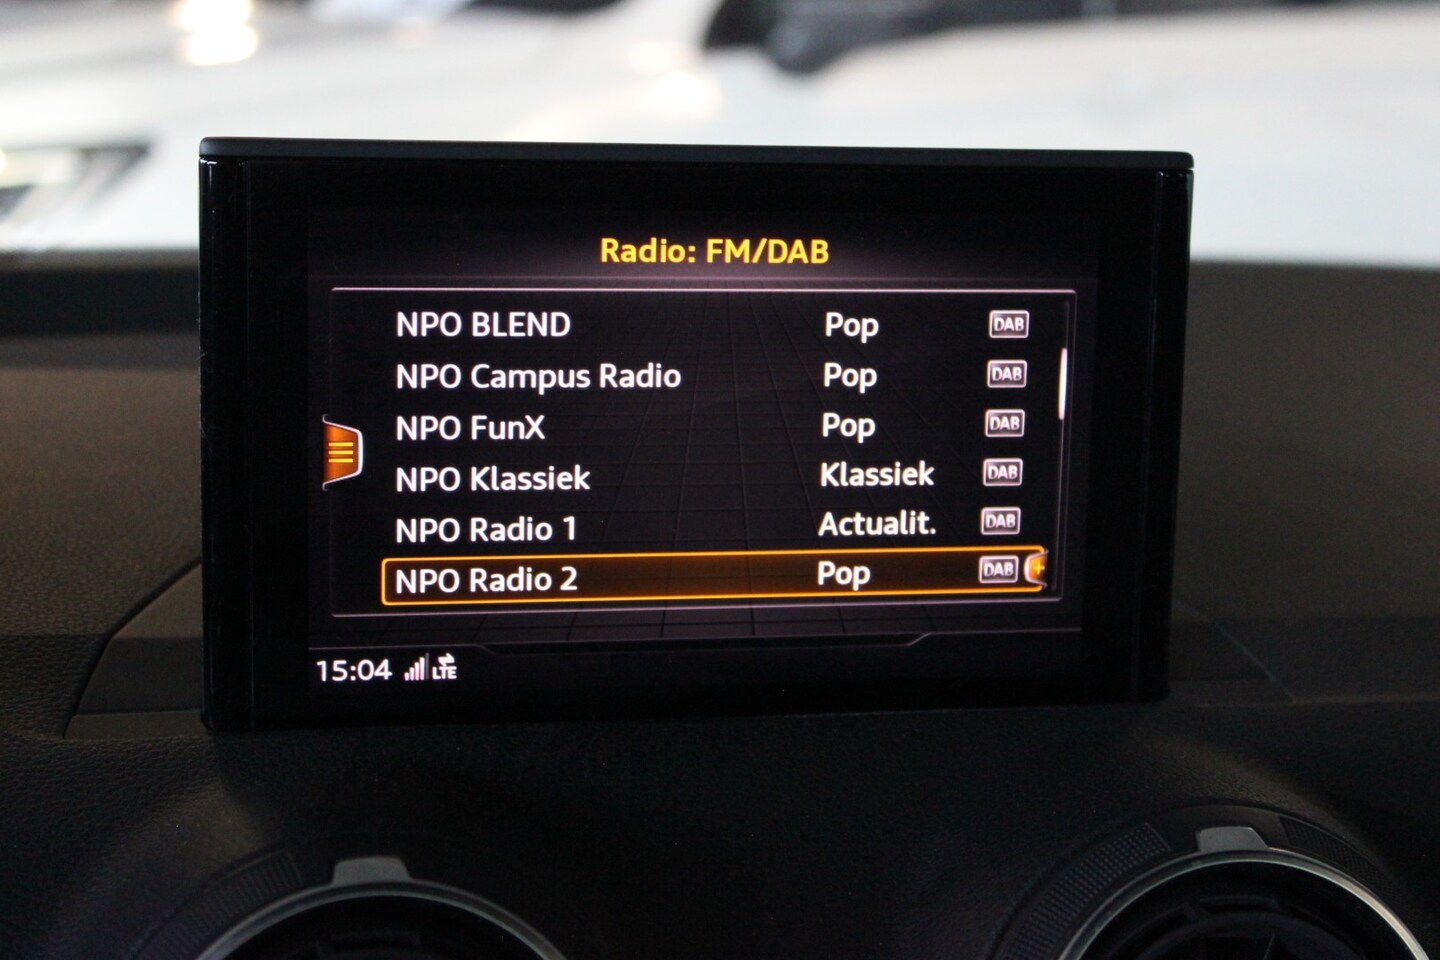 Radio: FM/DAB
NPO BLEND Pop DAB
NPO Campus Radio Pop DAB
NPO FunX Pop DAB
NPO Klassiek Klassiek DAB
NPO Radio 1 Actualit. DAB
NPO Radio 2 Pop DAB +
15:04 LTE